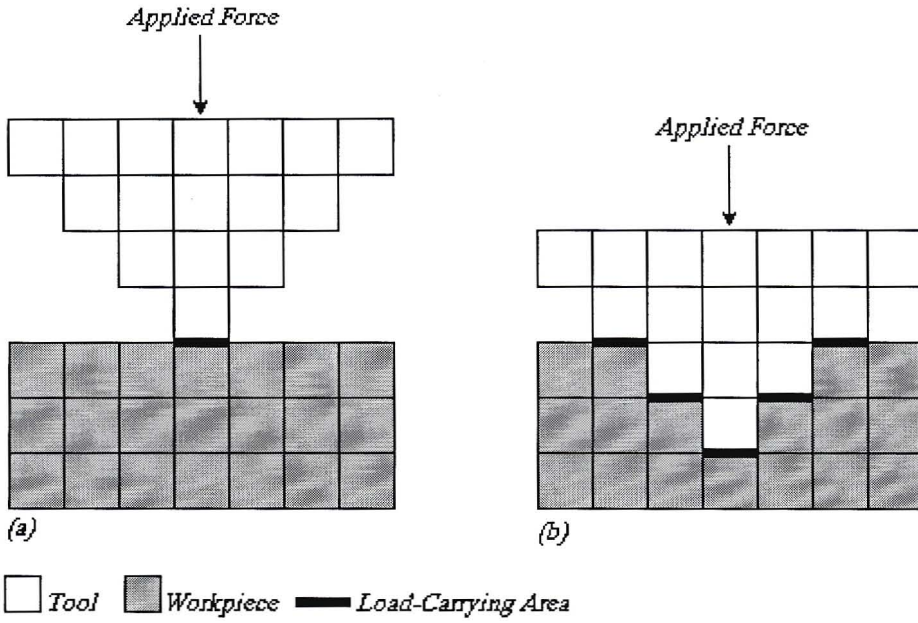 Applied Force
Applied Force
(a)
(b)
Tool Workpiece Load-Carrying Area